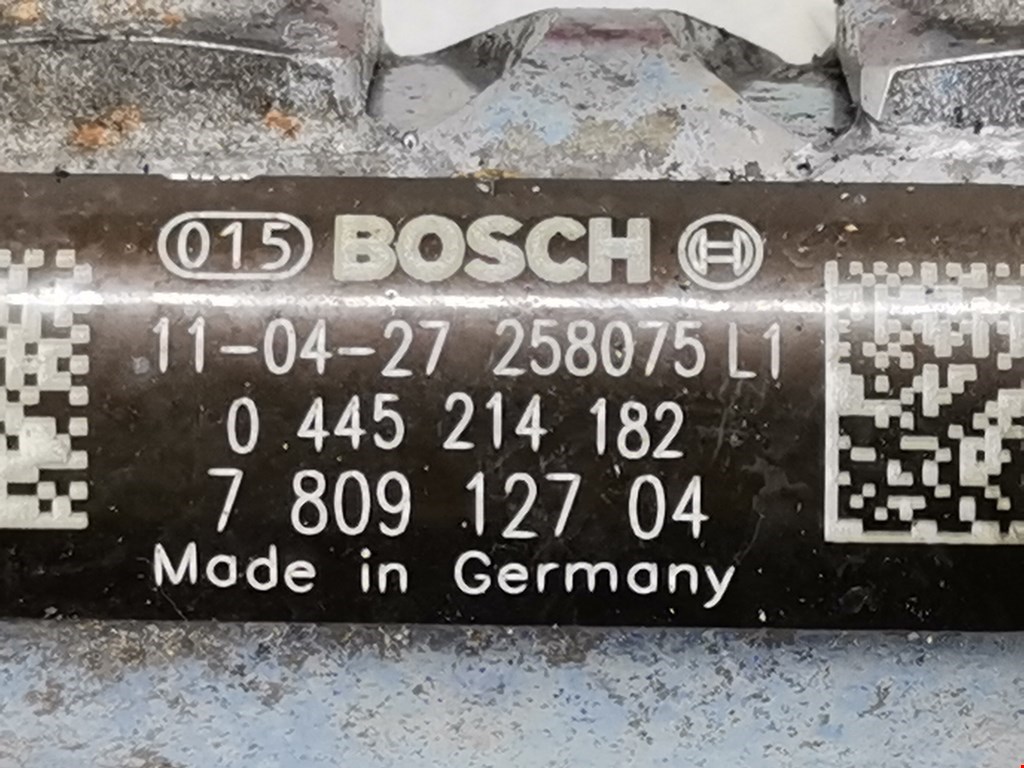 015 BOSCH
11-04-27 258075 L1
0 445 214 182
7 809 127 04
Made in Germany